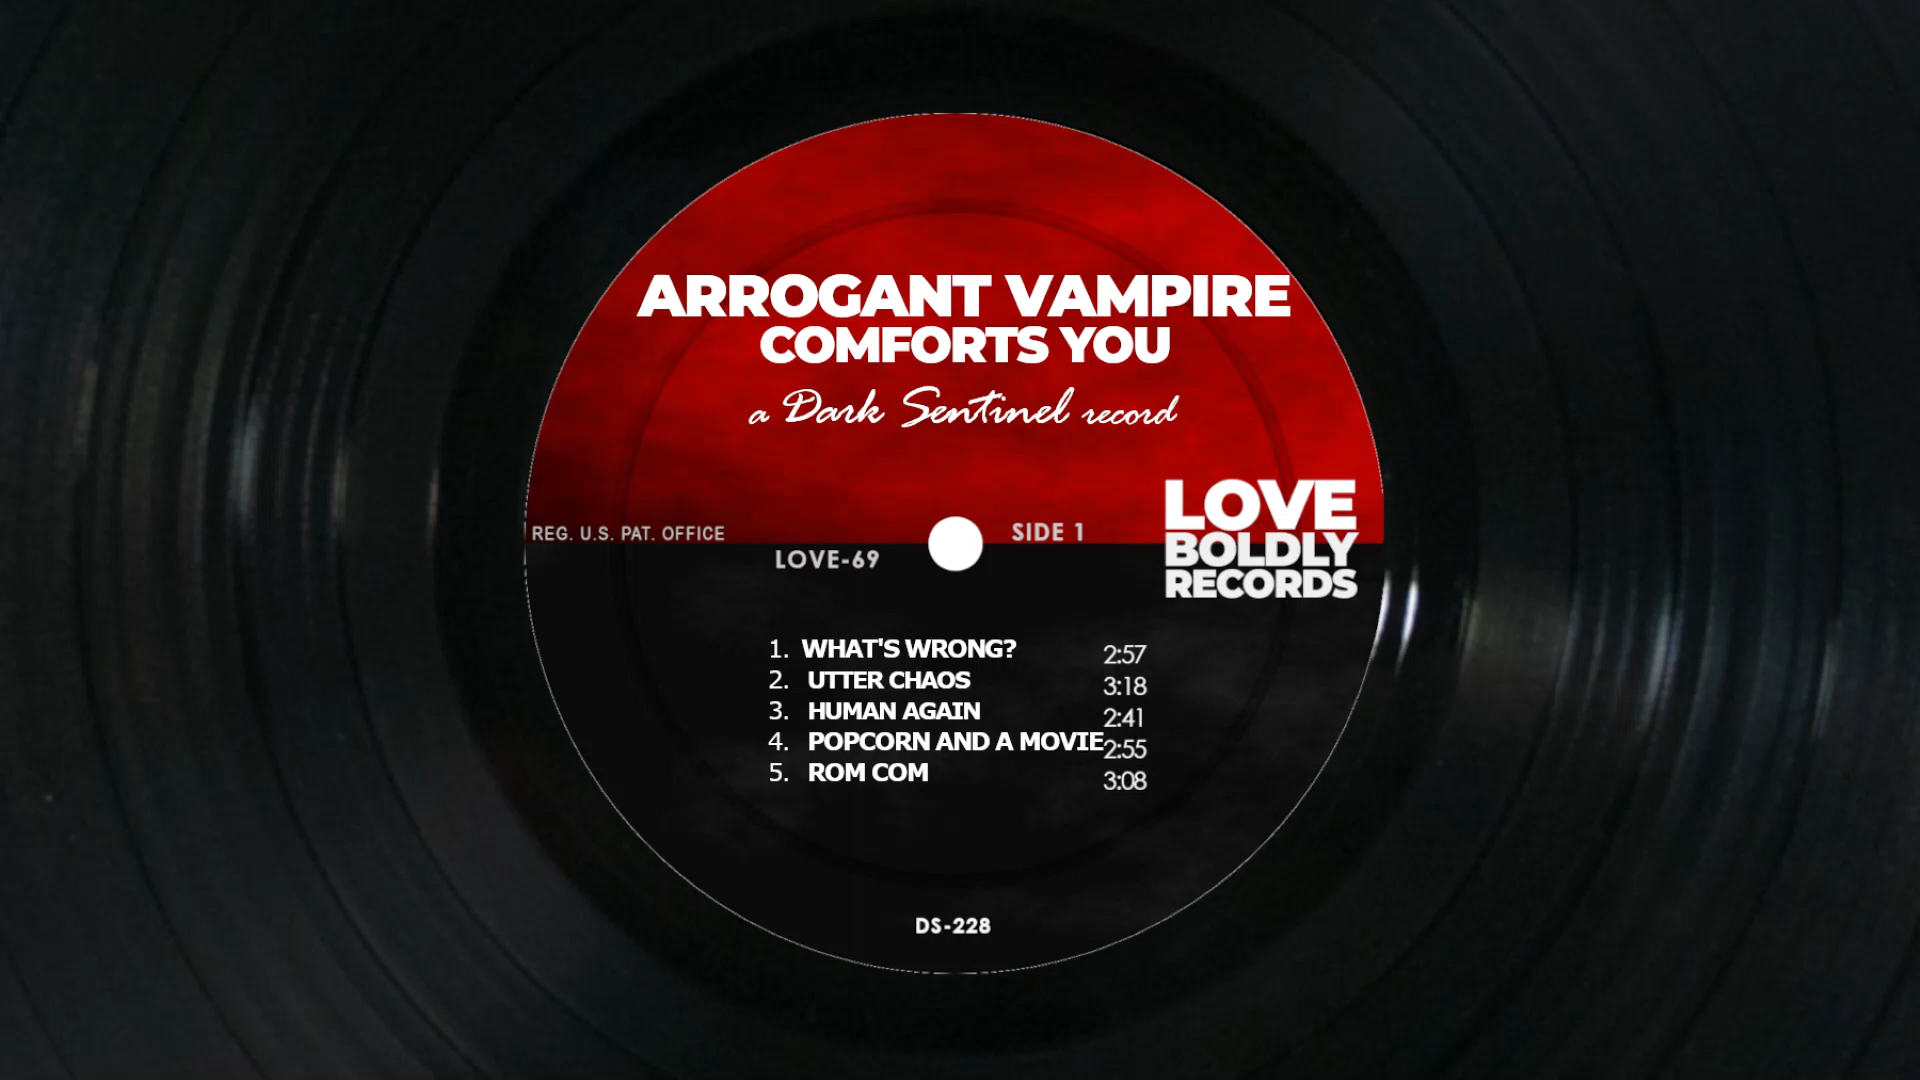 ARROGANT VAMPIRE
COMFORTS YOU
a Dark Sentinel record
LOVE
BOLDLY
RECORDS
REG. U.S. PAT. OFFICE
SIDE 1
LOVE-69
1. WHAT'S WRONG? 2:57
2. UTTER CHAOS 3:18
3. HUMAN AGAIN 2:41
4. POPCORN AND A MOVIE 2:55
5. ROM COM 3:08
DS-228